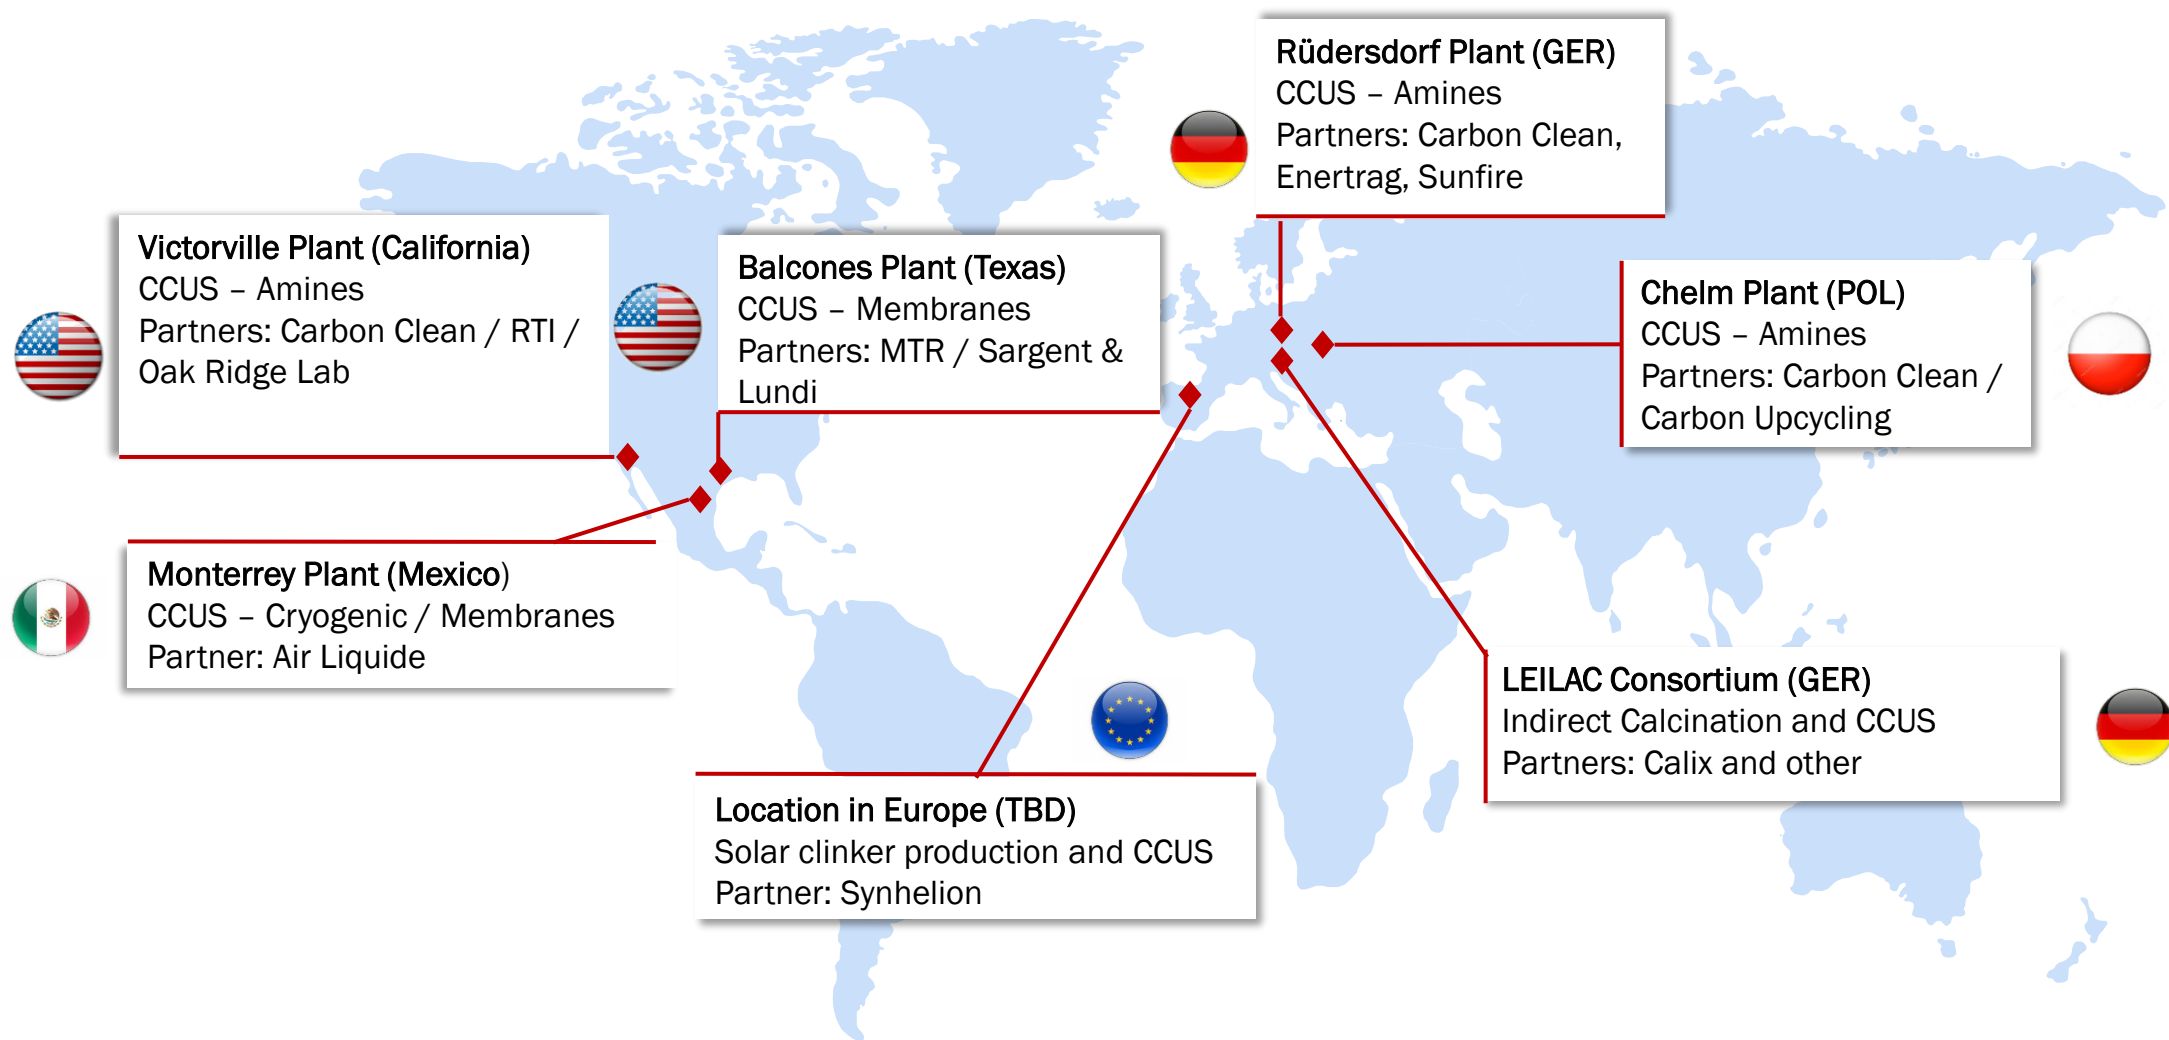 Rüdersdorf Plant (GER)
CCUS – Amines
Partners: Carbon Clean,
Enertrag, Sunfire
Victorville Plant (California)
CCUS – Amines
Partners: Carbon Clean / RTI /
Oak Ridge Lab
Balcones Plant (Texas)
CCUS – Membranes
Partners: MTR / Sargent &
Lundi
Chelm Plant (POL)
CCUS – Amines
Partners: Carbon Clean /
Carbon Upcycling
Monterrey Plant (Mexico)
CCUS – Cryogenic / Membranes
Partner: Air Liquide
LEILAC Consortium (GER)
Indirect Calcination and CCUS
Partners: Calix and other
Location in Europe (TBD)
Solar clinker production and CCUS
Partner: Synhelion